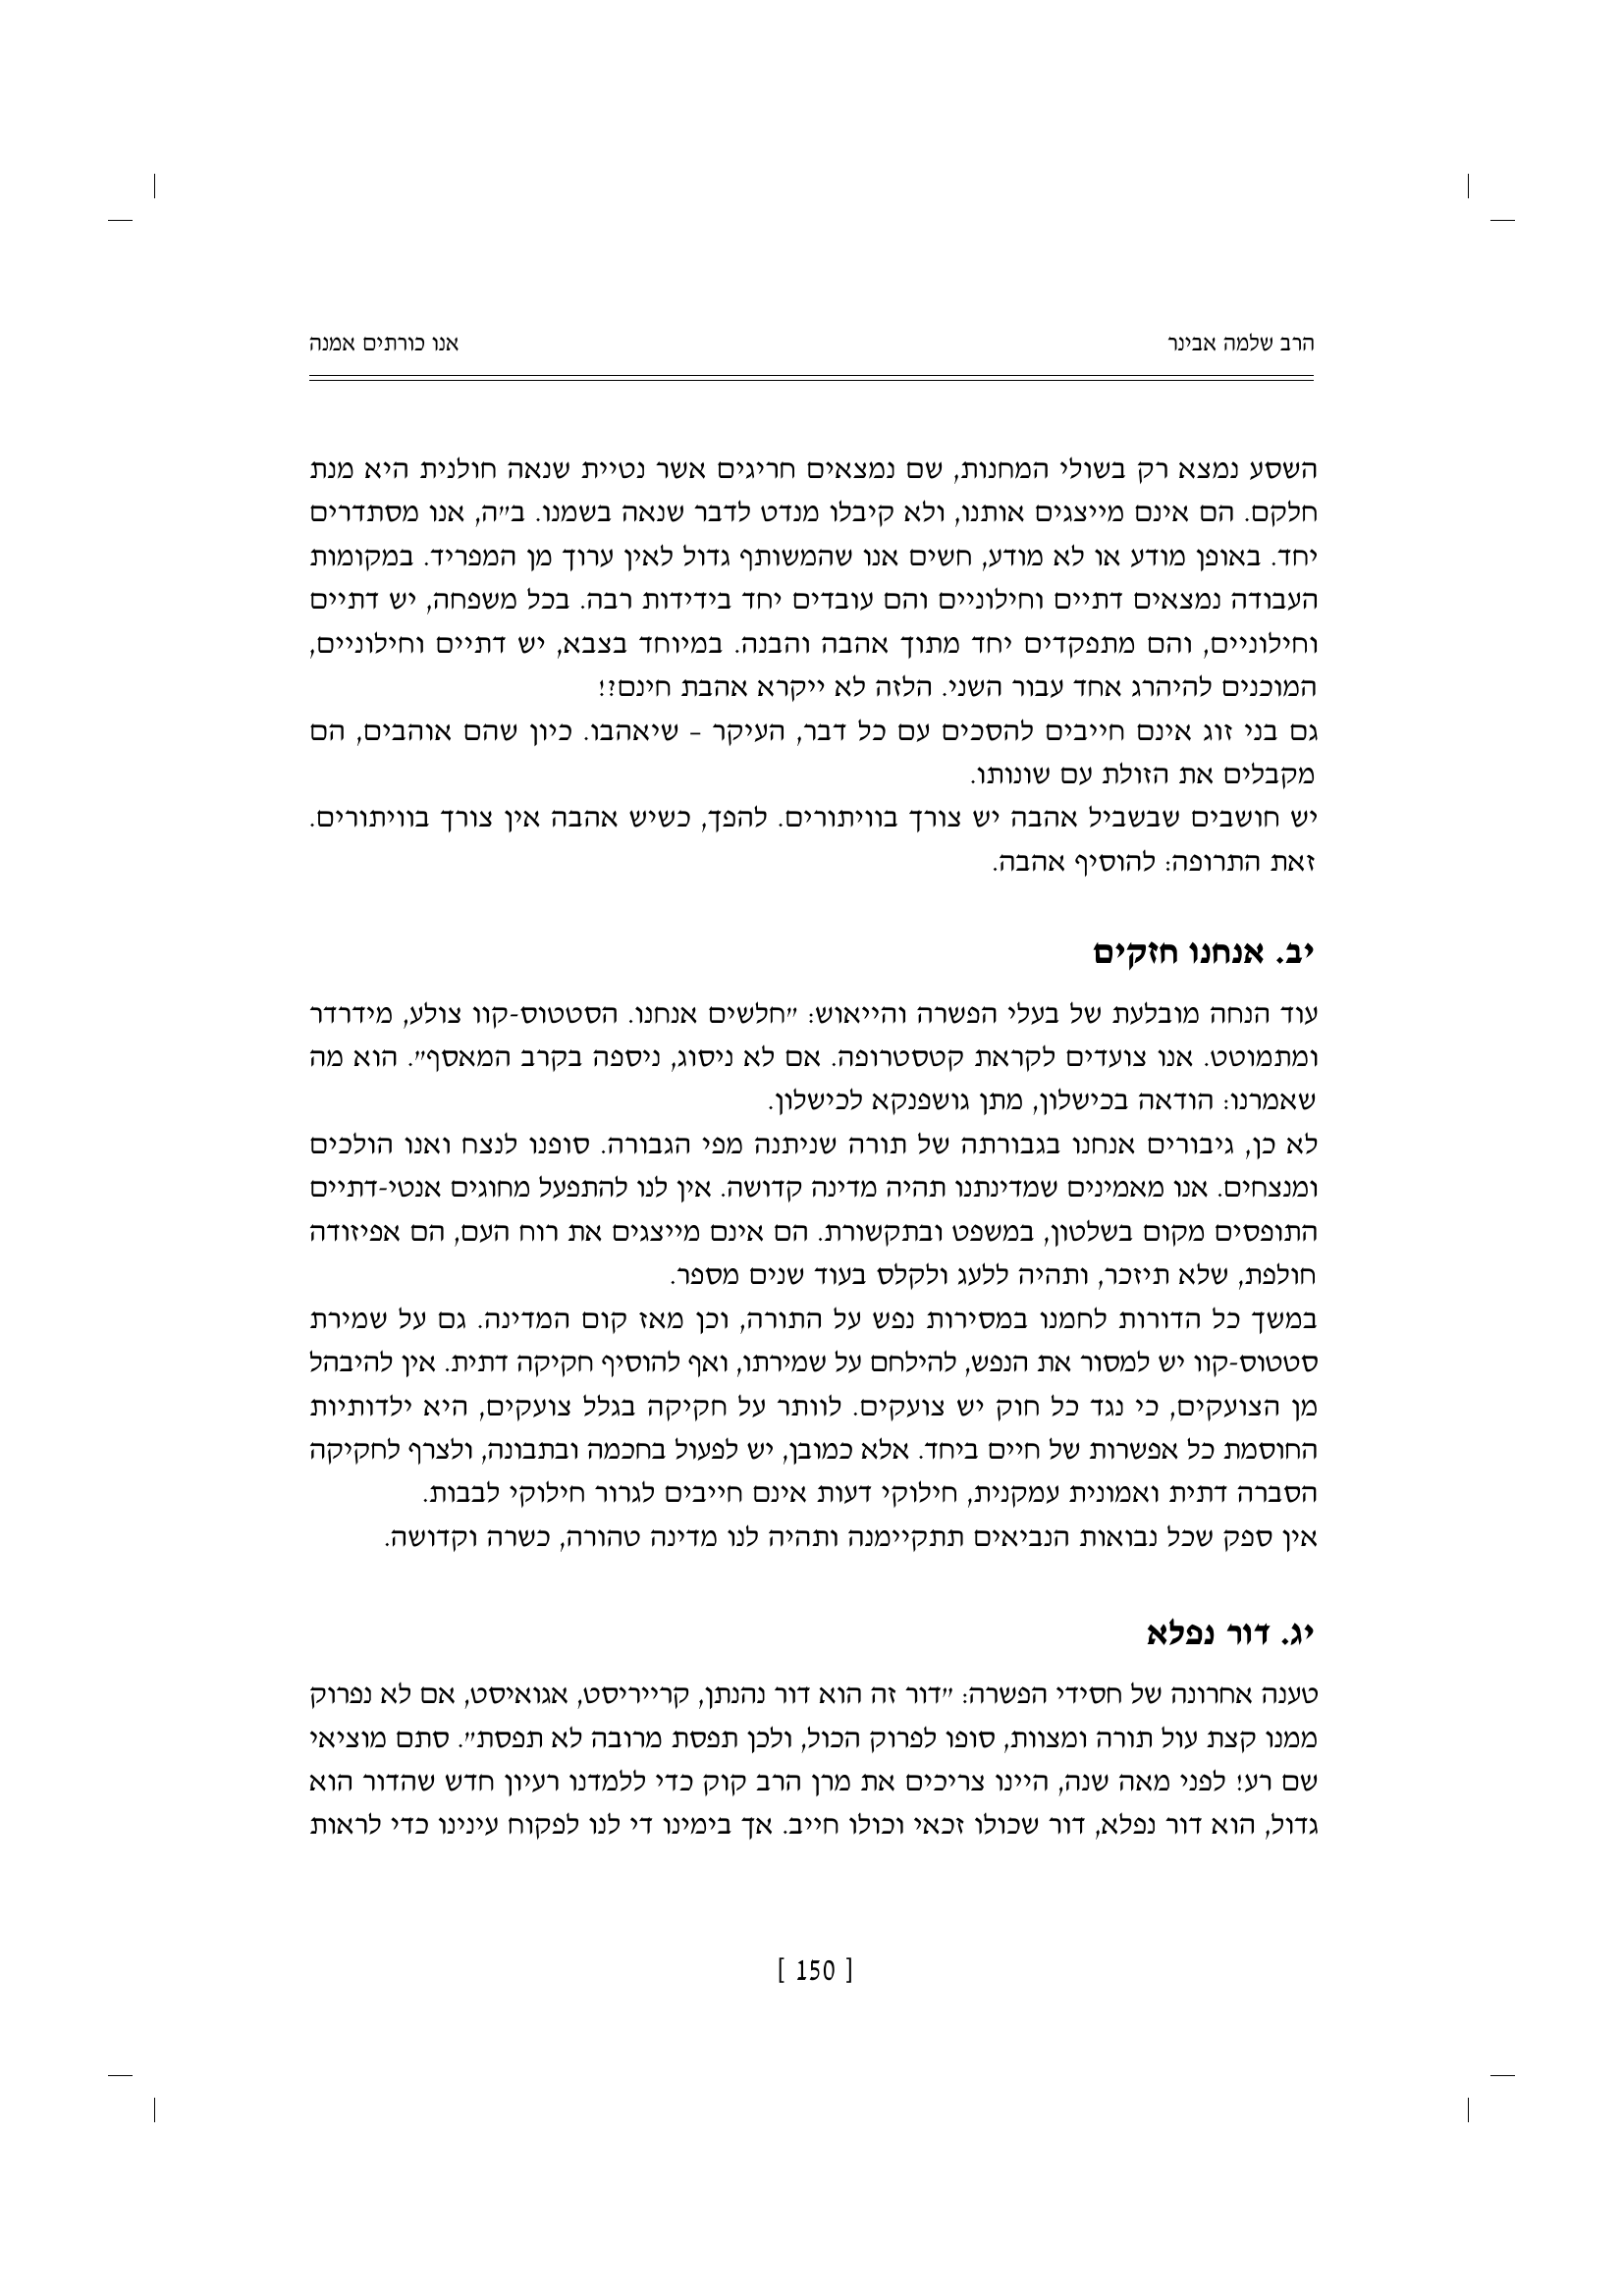 הרב שלמה אבינר
אנו כורתים אמנה
השסע נמצא רק בשולי המחנות, שם נמצאים חריגים אשר נטיית שנאה חולנית היא מנת
חלקם. הם אינם מייצגים אותנו, ולא קיבלו מנדט לדבר שנאה בשמנו. ב״ה, אנו מסתדרים
יחד. באופן מודע או לא מודע, חשים אנו שהמשותף גדול לאין ערוך מן המפריד. במקומות
העבודה נמצאים דתיים וחילוניים והם עובדים יחד בידידות רבה. בכל משפחה, יש דתיים
וחילוניים, והם מתפקדים יחד מתוך אהבה והבנה. במיוחד בצבא, יש דתיים וחילוניים,
המוכנים להיהרג אחד עבור השני. הלזה לא ייקרא אהבת חינם?!
גם בני זוג אינם חייבים להסכים עם כל דבר, העיקר – שיאהבו. כיון שהם אוהבים, הם
מקבלים את הזולת עם שונותו.
יש חושבים שבשביל אהבה יש צורך בוויתורים. להפך, כשיש אהבה אין צורך בוויתורים.
זאת התרופה: להוסיף אהבה.
יב. אנחנו חזקים
עוד הנחה מובלעת של בעלי הפשרה והייאוש: ״חלשים אנחנו. הסטטוס-קוו צולע, מידרדר
ומתמוטט. אנו צועדים לקראת קטסטרופה. אם לא ניסוג, ניספה בקרב המאסף״. הוא מה
שאמרנו: הודאה בכישלון, מתן גושפנקא לכישלון.
לא כן, גיבורים אנחנו בגבורתה של תורה שניתנה מפי הגבורה. סופנו לנצח ואנו הולכים
ומנצחים. אנו מאמינים שמדינתנו תהיה מדינה קדושה. אין לנו להתפעל מחוגים אנטי-דתיים
התופסים מקום בשלטון, במשפט ובתקשורת. הם אינם מייצגים את רוח העם, הם אפיזודה
חולפת, שלא תיזכר, ותהיה ללעג ולקלס בעוד שנים מספר.
במשך כל הדורות לחמנו במסירות נפש על התורה, וכן מאז קום המדינה. גם על שמירת
סטטוס-קוו יש למסור את הנפש, להילחם על שמירתו, ואף להוסיף חקיקה דתית. אין להיבהל
מן הצועקים, כי נגד כל חוק יש צועקים. לוותר על חקיקה בגלל צועקים, היא ילדותיות
החוסמת כל אפשרות של חיים ביחד. אלא כמובן, יש לפעול בחכמה ובתבונה, ולצרף לחקיקה
הסברה דתית ואמונית עמקנית, חילוקי דעות אינם חייבים לגרור חילוקי לבבות.
אין ספק שכל נבואות הנביאים תתקיימנה ותהיה לנו מדינה טהורה, כשרה וקדושה.
יג. דור נפלא
טענה אחרונה של חסידי הפשרה: ״דור זה הוא דור נהנתן, קרייריסט, אגואיסט, אם לא נפרוק
ממנו קצת עול תורה ומצוות, סופו לפרוק הכול, ולכן תפסת מרובה לא תפסת״. סתם מוציאי
שם רע! לפני מאה שנה, היינו צריכים את מרן הרב קוק כדי ללמדנו רעיון חדש שהדור הוא
גדול, הוא דור נפלא, דור שכולו זכאי וכולו חייב. אך בימינו די לנו לפקוח עינינו כדי לראות
[ 150 ]